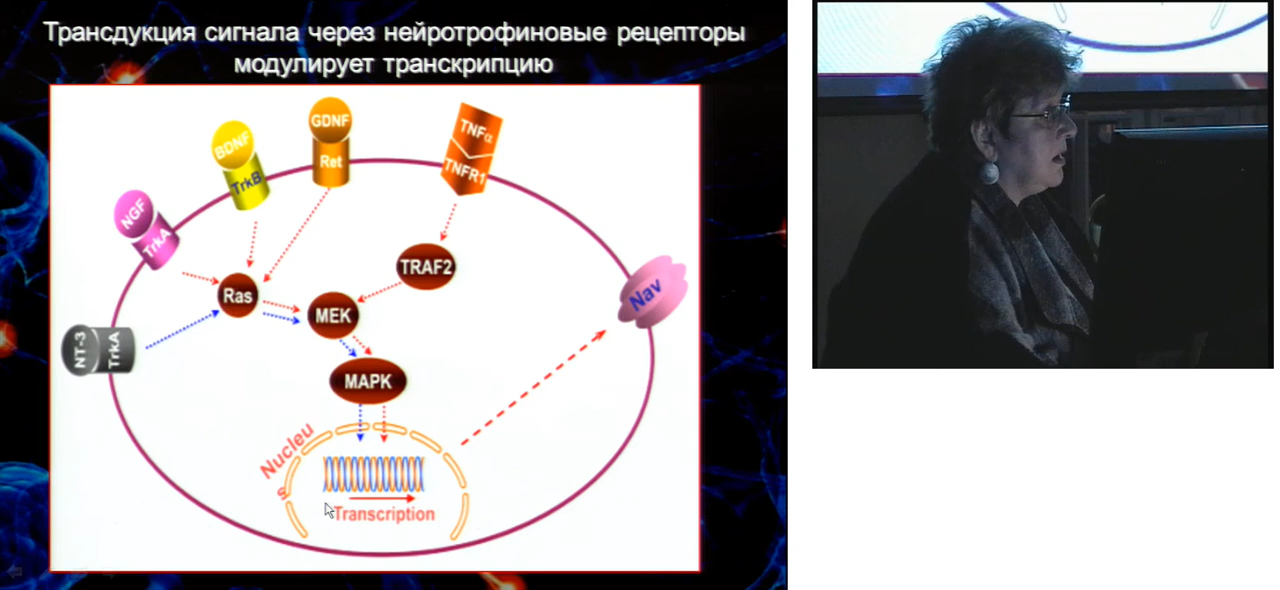 Трансдукция сигнала через нейротрофиновые рецепторы
модулирует транскрипцию
GDNF
Ret
BDNF
TrkB
TNFα
TNFR1
NGF
TrkA
TRAF2
Ras
MEK
Nav
NT-3
TrkA
MAPK
Nucleu
s
Transcription